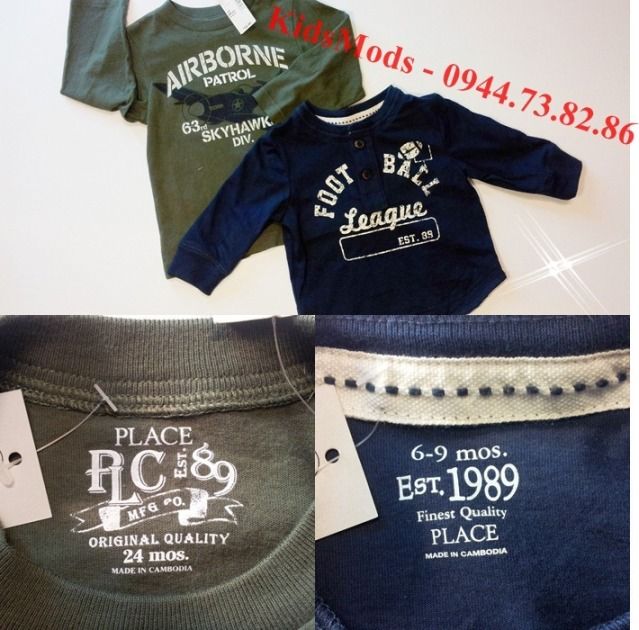 KidsMods - 0944.73.82.86
AIRBORNE
PATROL
63rd SKYHAWK
DIV.
FOOT BALL
League
EST. 89
PLACE
PLC EST. 89
MFG CO.
ORIGINAL QUALITY
24 mos.
MADE IN CAMBODIA
6-9 mos.
EST. 1989
Finest Quality
PLACE
MADE IN CAMBODIA